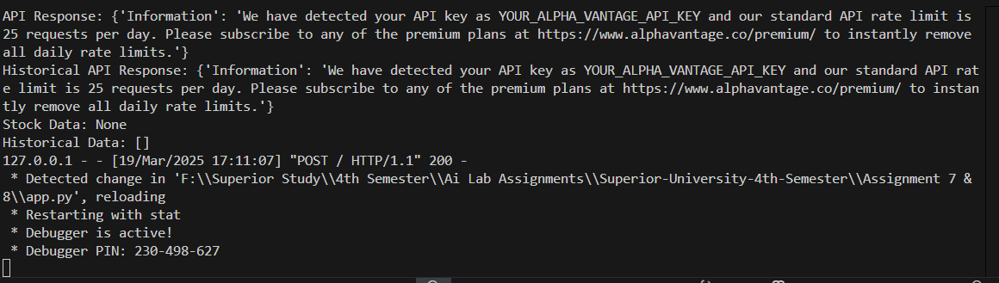 API Response: {'Information': 'We have detected your API key as YOUR_ALPHA_VANTAGE_API_KEY and our standard API rate limit is
25 requests per day. Please subscribe to any of the premium plans at https://www.alphavantage.co/premium/ to instantly remove
all daily rate limits.'}
Historical API Response: {'Information': 'We have detected your API key as YOUR_ALPHA_VANTAGE_API_KEY and our standard API rat
e limit is 25 requests per day. Please subscribe to any of the premium plans at https://www.alphavantage.co/premium/ to instan
tly remove all daily rate limits.'}
Stock Data: None
Historical Data: []
127.0.0.1 - - [19/Mar/2025 17:11:07] "POST / HTTP/1.1" 200 -
 * Detected change in 'F:\\Superior Study\\4th Semester\\Ai Lab Assignments\\Superior-University-4th-Semester\\Assignment 7 &
8\\app.py', reloading
 * Restarting with stat
 * Debugger is active!
 * Debugger PIN: 230-498-627